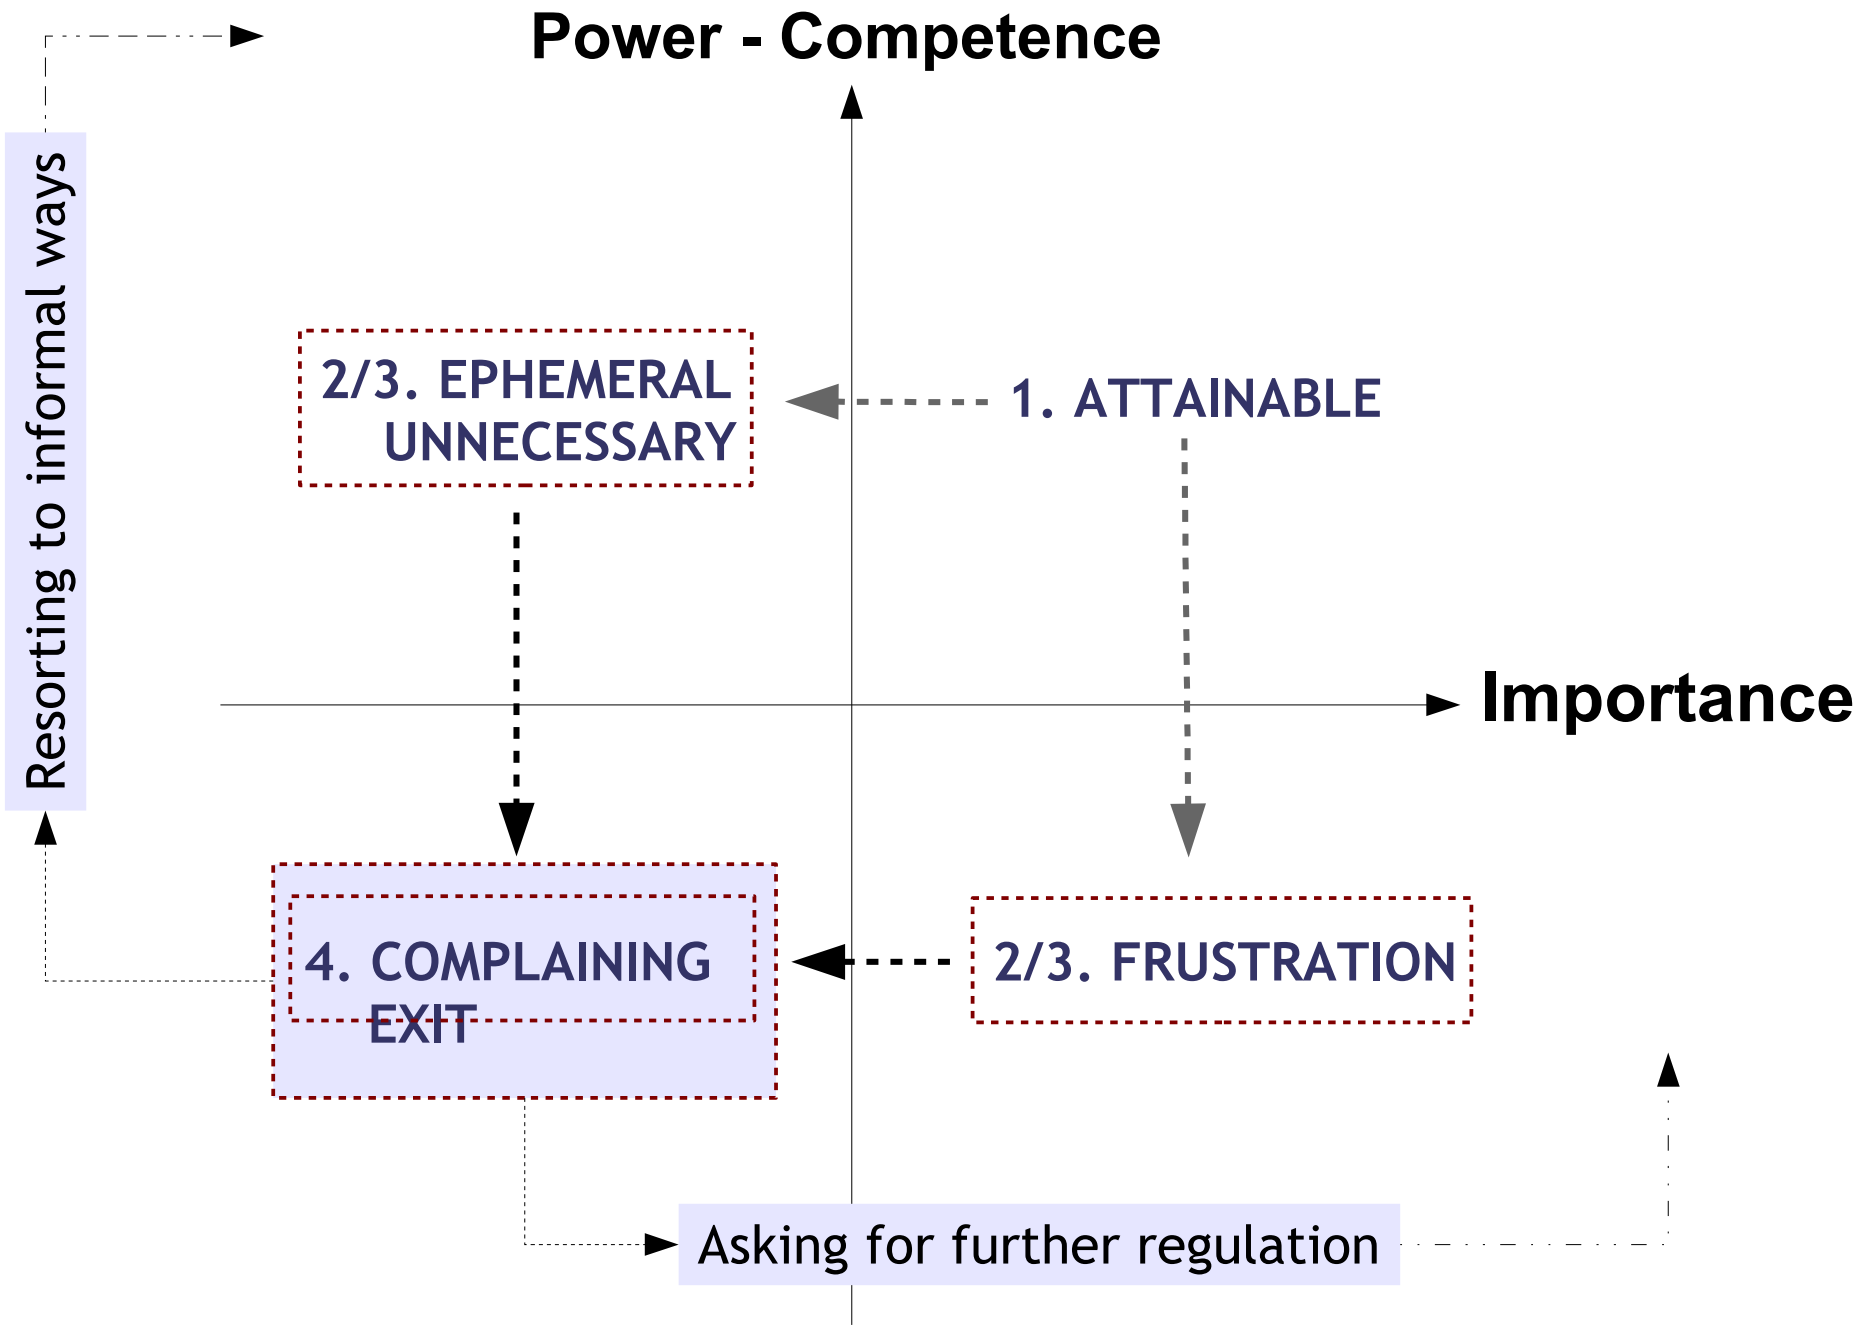 Power - Competence
Resorting to informal ways
2/3. EPHEMERAL
UNNECESSARY
1. ATTAINABLE
Importance
4. COMPLAINING
EXIT
2/3. FRUSTRATION
Asking for further regulation